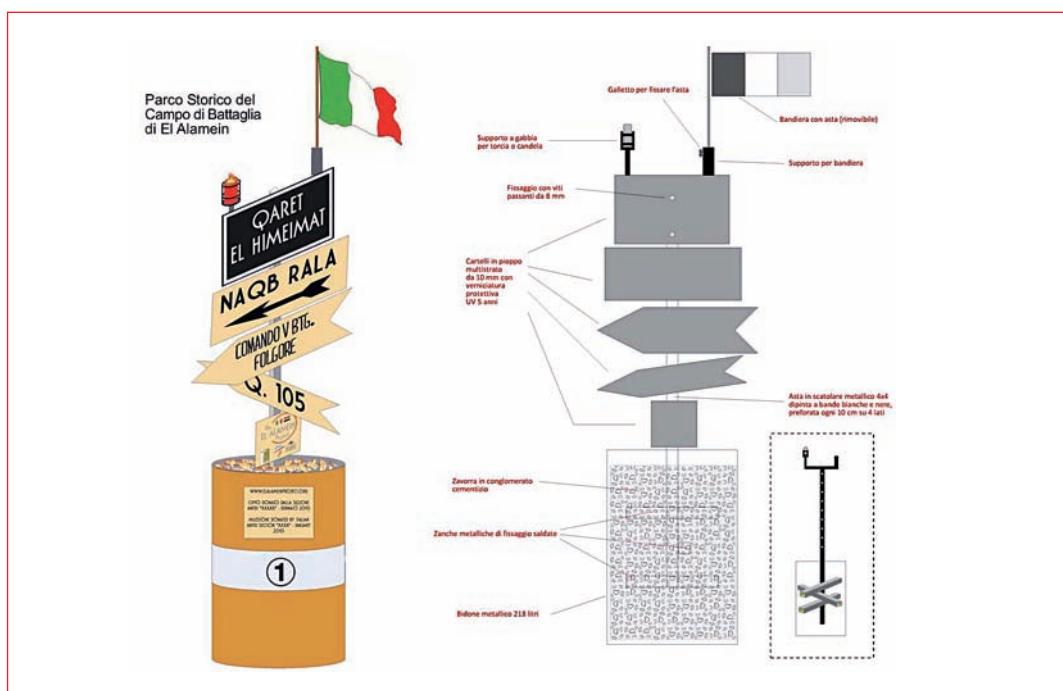 Parco Storico del
Campo di Battaglia
di El Alamein
QARET
EL HIMEIMAT
NAQB RALA
COMANDO V BTG.
FOLGORE
Q. 105
EL ALAMEIN
①
Galletto per fissare l'asta
Bandiera con asta (rimovibile)
Supporto a gabbia
per torcia o candela
Supporto per bandiera
Fissaggio con viti
passanti da 8 mm
Cartelli in pioppo
multistrato
da 10 mm con
verniciatura
protettiva
UV 5 anni
Asta in scatolare metallico 4x4
dipinta a bande bianche e nere,
preforata ogni 10 cm su 4 lati
Zavorra in conglomerato
cementizio
Zanche metalliche di fissaggio saldate
Bidone metallico 218 litri